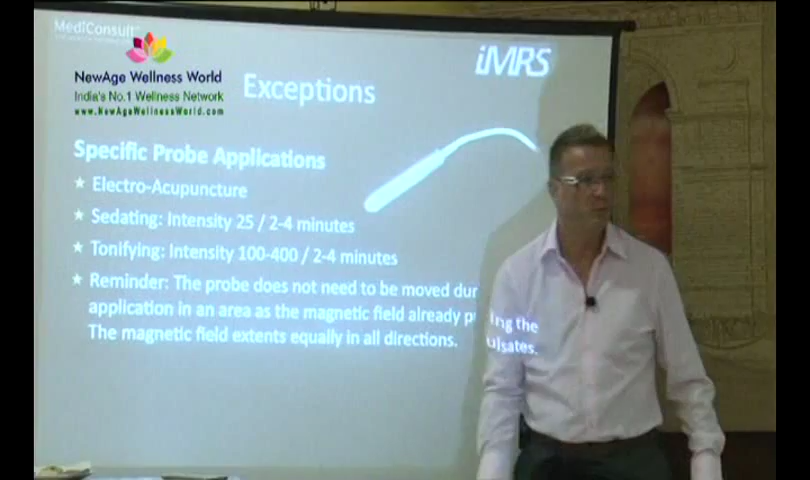 MediConsult
NewAge Wellness World
India's No.1 Wellness Network
www.NewAgeWellnessWorld.com
iMRS
Exceptions
Specific Probe Applications
★ Electro-Acupuncture
★ Sedating: Intensity 25 / 2-4 minutes
★ Tonifying: Intensity 100-400 / 2-4 minutes
★ Reminder: The probe does not need to be moved during the
application in an area as the magnetic field already pulsates.
The magnetic field extents equally in all directions.